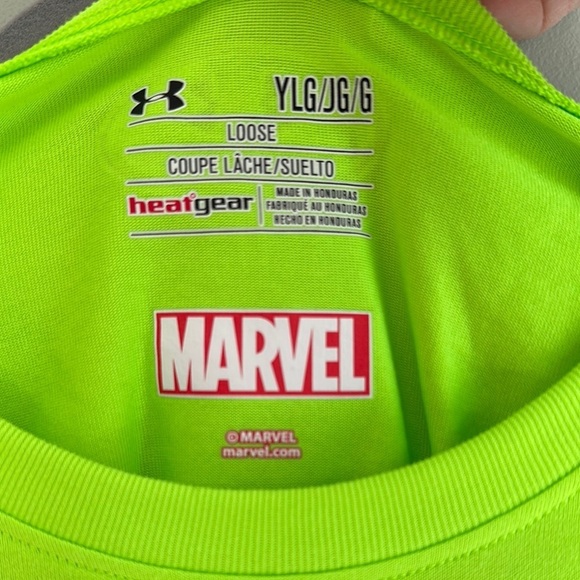 YLG/JG/G
LOOSE
COUPE LÂCHE/SUELTO
heatgear
MADE IN HONDURAS
FABRIQUÉ AU HONDURAS
HECHO EN HONDURAS
MARVEL
© MARVEL
marvel.com